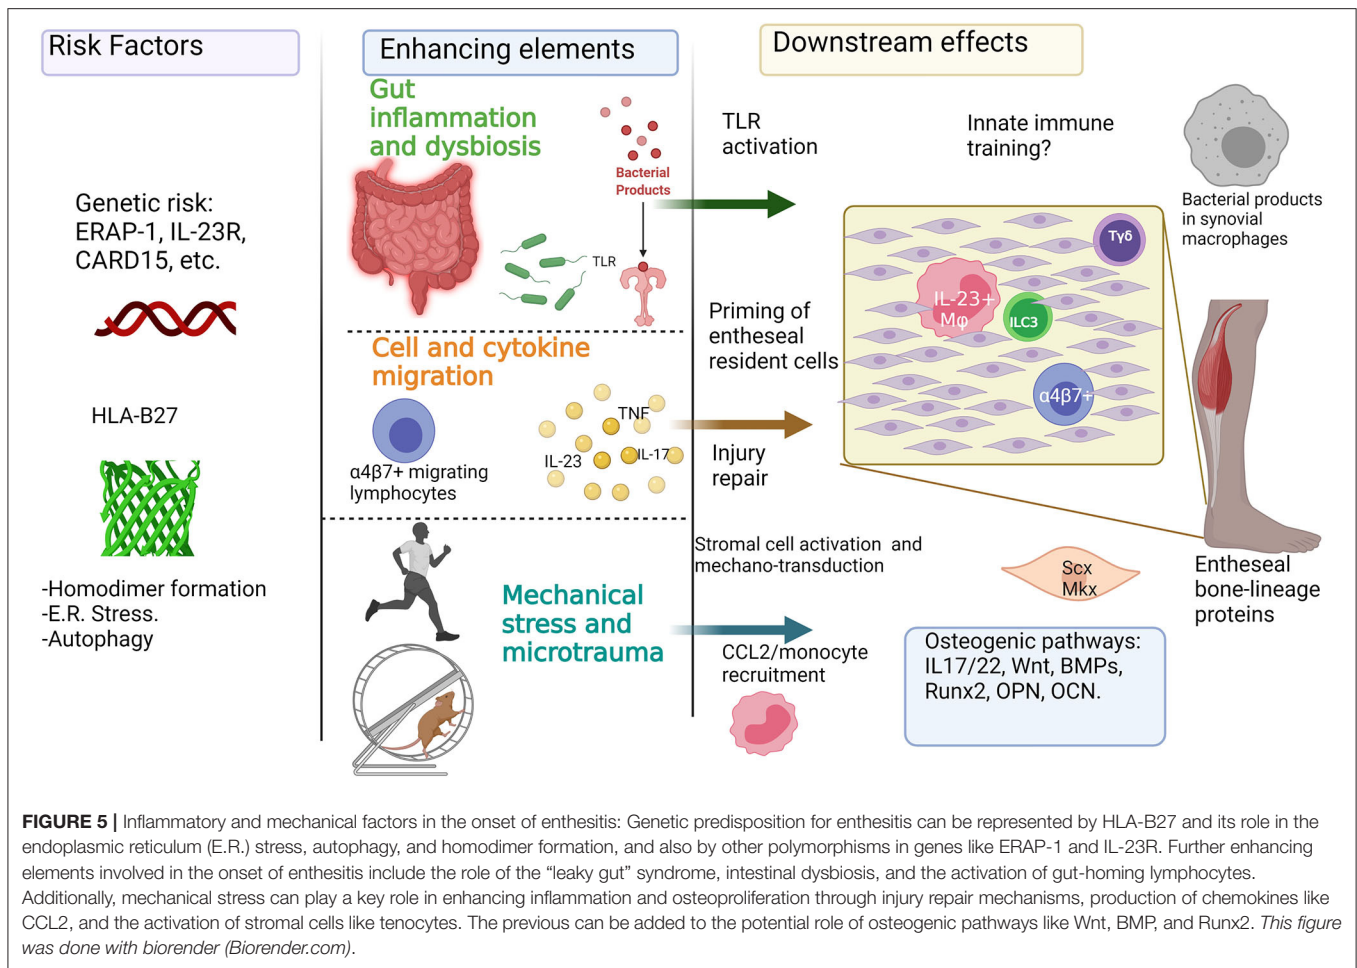 Risk Factors
Enhancing elements
Downstream effects
Genetic risk:
ERAP-1, IL-23R,
CARD15, etc.
HLA-B27
-Homodimer formation
-E.R. Stress.
-Autophagy
Gut
inflammation
and dysbiosis
Bacterial
Products
TLR
Cell and cytokine
migration
α4β7+ migrating
lymphocytes
TNF
IL-23
IL-17
Mechanical
stress and
microtrauma
TLR
activation
Innate immune
training?
Bacterial products
in synovial
macrophages
Priming of
entheseal
resident cells
Tγδ
IL-23+
Mφ
ILC3
α4β7+
Injury
repair
Stromal cell activation and
mechano-transduction
Scx
Mkx
Entheseal
bone-lineage
proteins
CCL2/monocyte
recruitment
Osteogenic pathways:
IL17/22, Wnt, BMPs,
Runx2, OPN, OCN.
FIGURE 5 | Inflammatory and mechanical factors in the onset of enthesitis: Genetic predisposition for enthesitis can be represented by HLA-B27 and its role in the
endoplasmic reticulum (E.R.) stress, autophagy, and homodimer formation, and also by other polymorphisms in genes like ERAP-1 and IL-23R. Further enhancing
elements involved in the onset of enthesitis include the role of the “leaky gut” syndrome, intestinal dysbiosis, and the activation of gut-homing lymphocytes.
Additionally, mechanical stress can play a key role in enhancing inflammation and osteoproliferation through injury repair mechanisms, production of chemokines like
CCL2, and the activation of stromal cells like tenocytes. The previous can be added to the potential role of osteogenic pathways like Wnt, BMP, and Runx2. This figure
was done with biorender (Biorender.com).